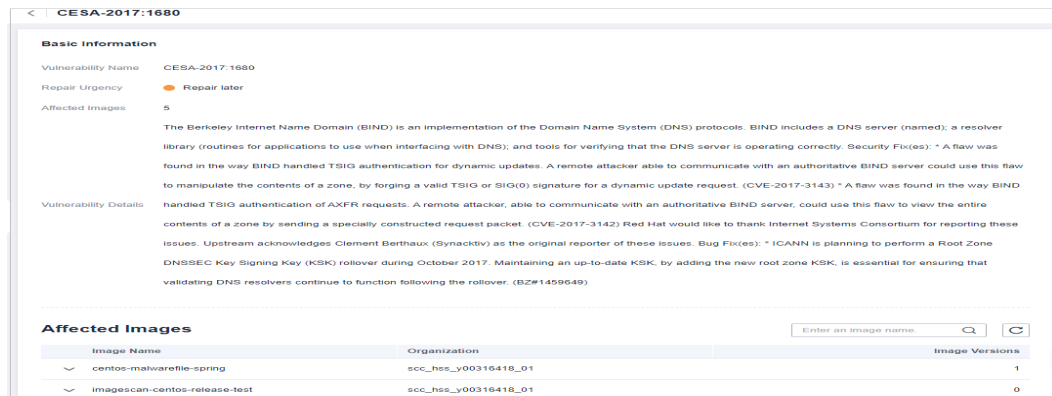 < CESA-2017:1680
Basic Information
Vulnerability Name CESA-2017:1680
Repair Urgency Repair later
Affected Images 5
The Berkeley Internet Name Domain (BIND) is an implementation of the Domain Name System (DNS) protocols. BIND includes a DNS server (named); a resolver
library (routines for applications to use when interfacing with DNS); and tools for verifying that the DNS server is operating correctly. Security Fix(es): * A flaw was
found in the way BIND handled TSIG authentication for dynamic updates. A remote attacker able to communicate with an authoritative BIND server could use this flaw
to manipulate the contents of a zone, by forging a valid TSIG or SIG(0) signature for a dynamic update request. (CVE-2017-3143) * A flaw was found in the way BIND
Vulnerability Details handled TSIG authentication of AXFR requests. A remote attacker, able to communicate with an authoritative BIND server, could use this flaw to view the entire
contents of a zone by sending a specially constructed request packet. (CVE-2017-3142) Red Hat would like to thank Internet Systems Consortium for reporting these
issues. Upstream acknowledges Clement Berthaux (Synacktiv) as the original reporter of these issues. Bug Fix(es): * ICANN is planning to perform a Root Zone
DNSSEC Key Signing Key (KSK) rollover during October 2017. Maintaining an up-to-date KSK, by adding the new root zone KSK, is essential for ensuring that
validating DNS resolvers continue to function following the rollover. (BZ#1459649)
Affected Images Enter an image name.
Image Name Organization Image Versions
centos-malwarefile-spring scc_hss_y00316418_01 1
imagescan-centos-release-test scc_hss_y00316418_01 0